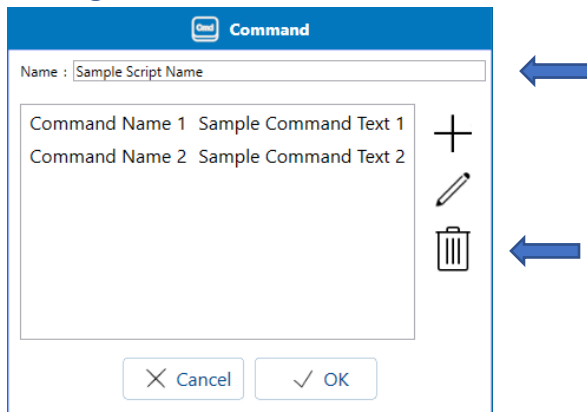 Cmd Command
Name : Sample Script Name
Command Name 1 Sample Command Text 1
Command Name 2 Sample Command Text 2
Cancel OK